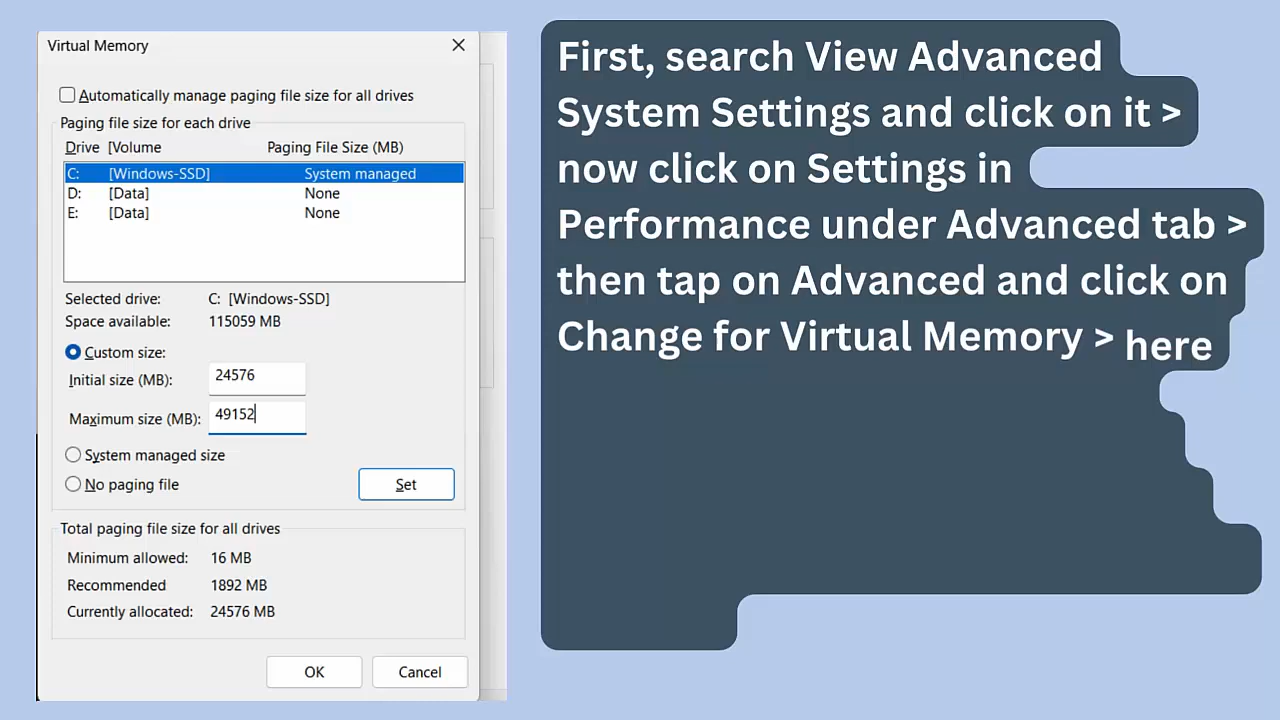 Virtual Memory
Automatically manage paging file size for all drives
Paging file size for each drive
Drive [Volume Paging File Size (MB)
C: [Windows-SSD] System managed
D: [Data] None
E: [Data] None
Selected drive: C: [Windows-SSD]
Space available: 115059 MB
Custom size:
Initial size (MB): 24576
Maximum size (MB): 49152
System managed size
No paging file
Set
Total paging file size for all drives
Minimum allowed: 16 MB
Recommended 1892 MB
Currently allocated: 24576 MB
OK Cancel
First, search View Advanced
System Settings and click on it >
now click on Settings in
Performance under Advanced tab >
then tap on Advanced and click on
Change for Virtual Memory > here